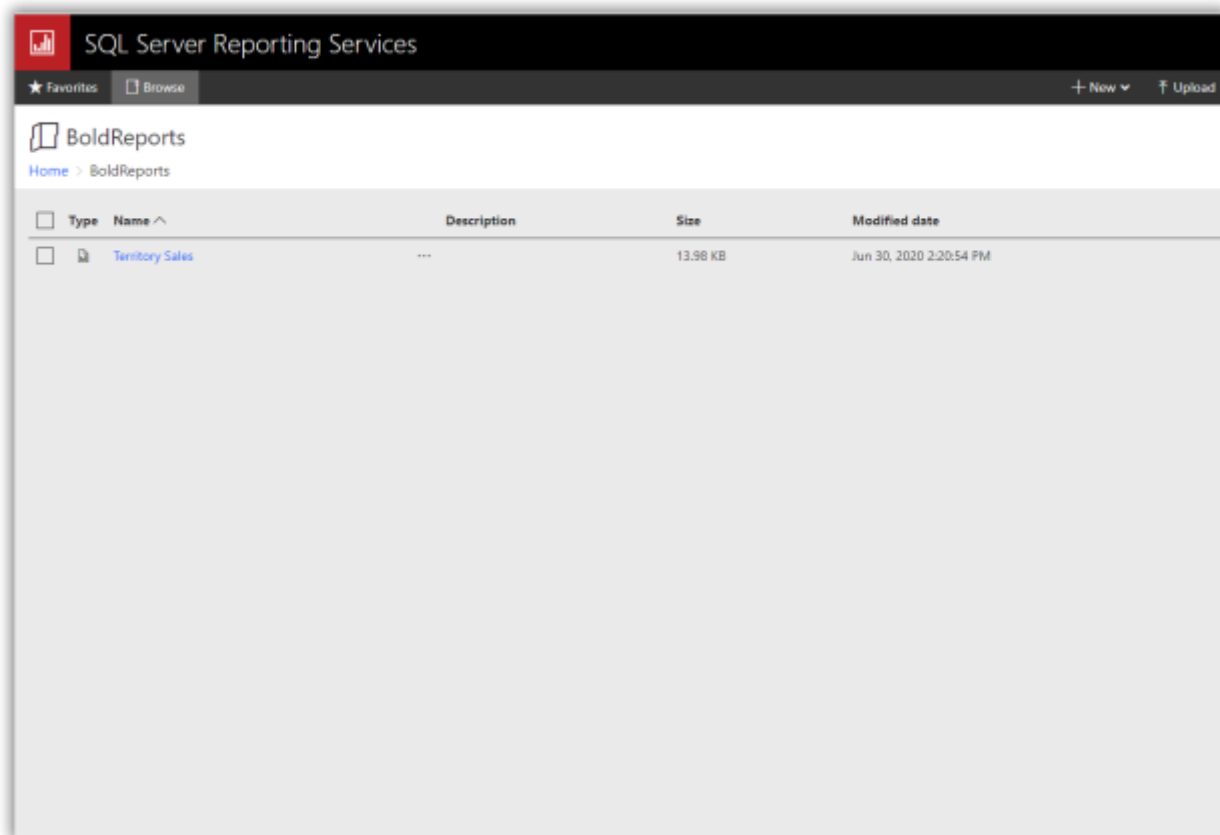 SQL Server Reporting Services
Favorites Browse + New Upload
BoldReports
Home > BoldReports
Type Name Description Size Modified date
Territory Sales ... 13.98 KB Jun 30, 2020 2:20:54 PM